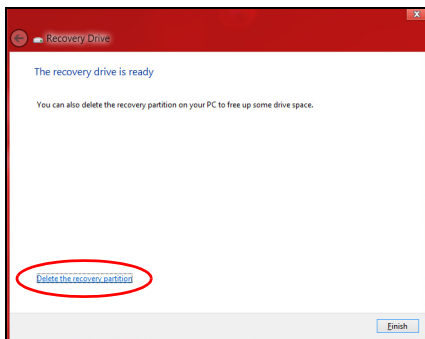 Recovery Drive
The recovery drive is ready
You can also delete the recovery partition on your PC to free up some drive space.
Delete the recovery partition
Finish